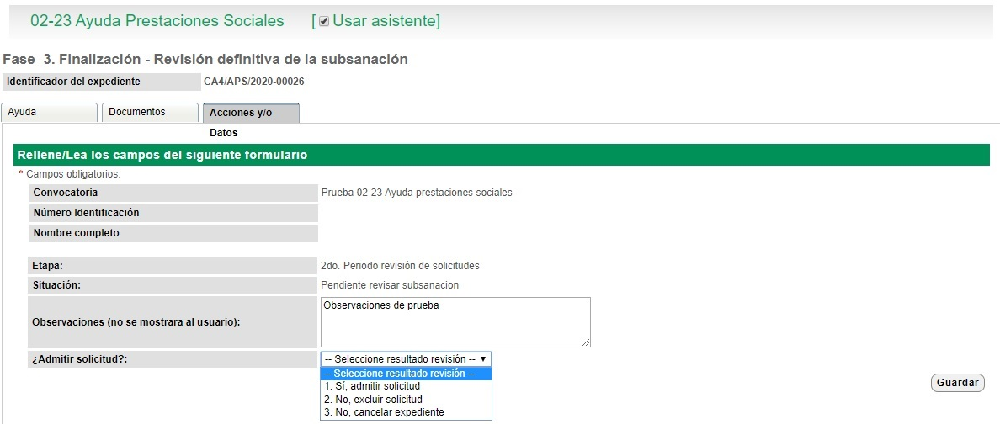 02-23 Ayuda Prestaciones Sociales [ Usar asistente]
Fase 3. Finalización - Revisión definitiva de la subsanación
Identificador del expediente CA4/APS/2020-00026
Ayuda Documentos Acciones y/o
Datos
Rellene/Lea los campos del siguiente formulario
* Campos obligatorios.
Convocatoria Prueba 02-23 Ayuda prestaciones sociales
Número Identificación
Nombre completo
Etapa: 2do. Periodo revisión de solicitudes
Situación: Pendiente revisar subsanacion
Observaciones de prueba
Observaciones (no se mostrara al usuario):
¿Admitir solicitud?: -- Seleccione resultado revisión --
-- Seleccione resultado revisión --
1. Sí, admitir solicitud
2. No, excluir solicitud
3. No, cancelar expediente
Guardar